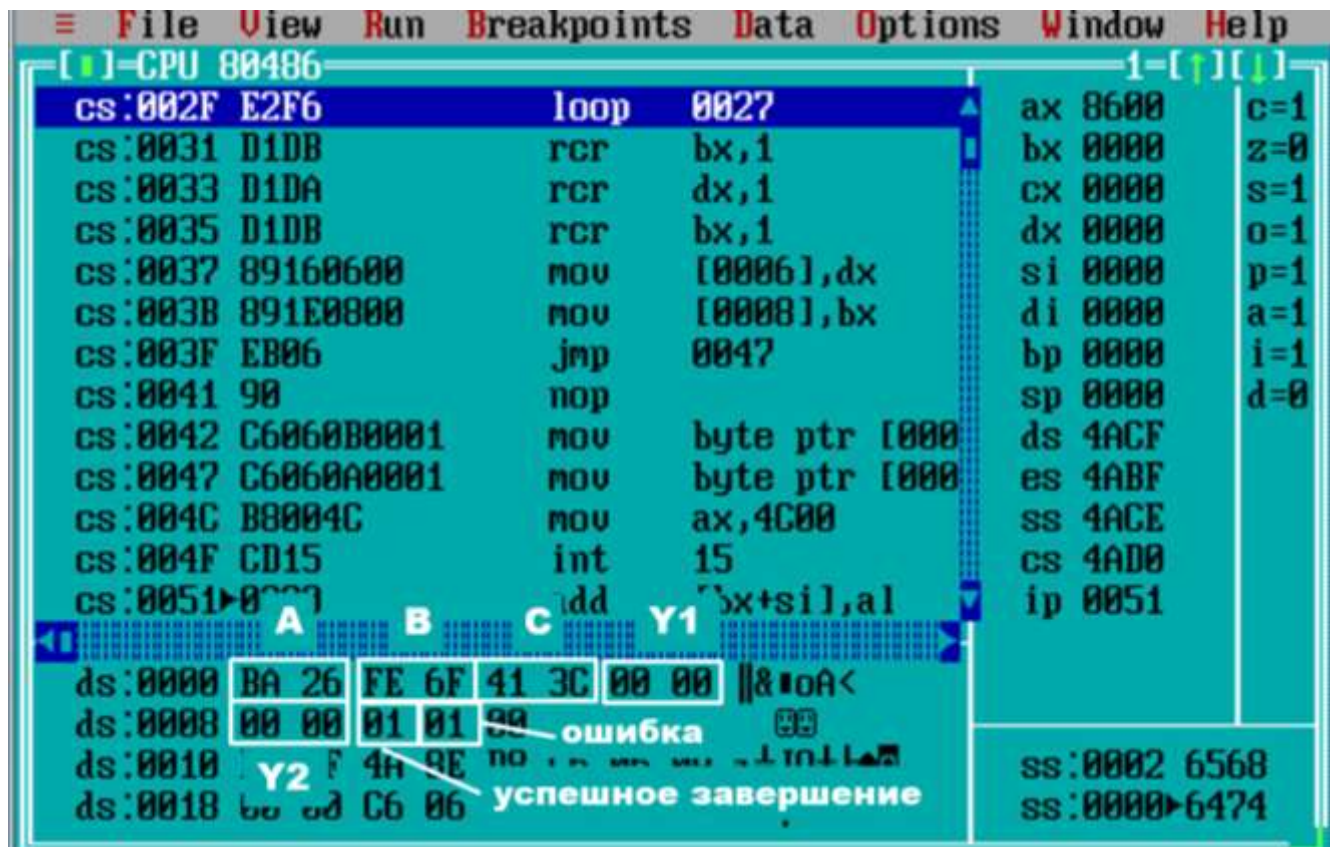 ≡ File View Run Breakpoints Data Options Window Help
[▮]=CPU 80486 1=[↑][↓]
cs:002F E2F6 loop 0027 ax 8600 c=1
cs:0031 D1DB rcr bx,1 bx 0000 z=0
cs:0033 D1DA rcr dx,1 cx 0000 s=1
cs:0035 D1DB rcr bx,1 dx 0000 o=1
cs:0037 89160600 mov [0006],dx si 0000 p=1
cs:003B 891E0800 mov [0008],bx di 0000 a=1
cs:003F EB06 jmp 0047 bp 0000 i=1
cs:0041 90 nop sp 0000 d=0
cs:0042 C6060B0001 mov byte ptr [000 ds 4ACF
cs:0047 C6060A0001 mov byte ptr [000 es 4ABF
cs:004C B8004C mov ax,4C00 ss 4ACE
cs:004F CD15 int 15 cs 4AD0
cs:0051► [bx+si],al ip 0051
A B C Y1
ds:0000 BA 26 FE 6F 41 3C 00 00 ║&■oA<
ds:0008 00 00 01 01 00 ошибка
ds:0010 Y2 4A ss:0002 6568
ds:0018 C6 06 успешное завершение ss:0000►6474